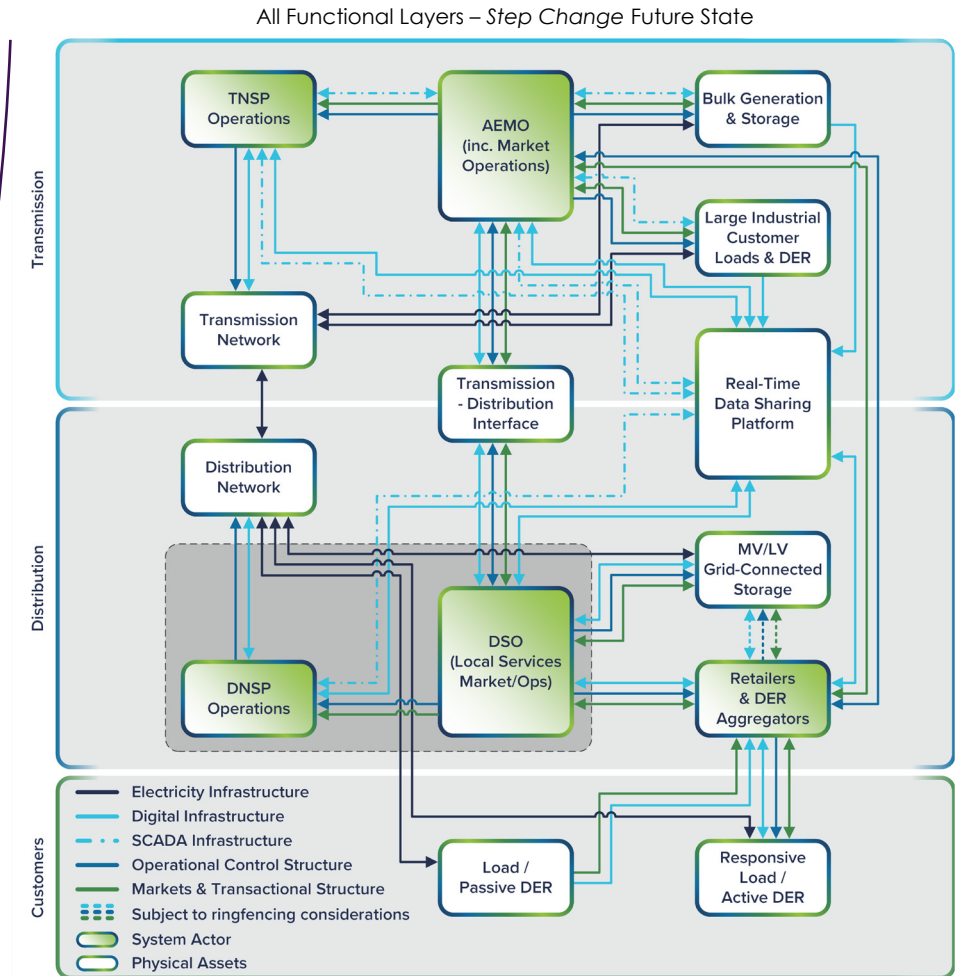 All Functional Layers – Step Change Future State
Transmission
TNSP
Operations
AEMO
(inc. Market
Operations)
Bulk Generation
& Storage
Large Industrial
Customer
Loads & DER
Transmission
Network
Transmission
- Distribution
Interface
Real-Time
Data Sharing
Platform
Distribution
Distribution
Network
MV/LV
Grid-Connected
Storage
DSO
(Local Services
Market/Ops)
DNSP
Operations
Retailers
& DER
Aggregators
Customers
Electricity Infrastructure
Digital Infrastructure
SCADA Infrastructure
Operational Control Structure
Markets & Transactional Structure
Subject to ringfencing considerations
System Actor
Physical Assets
Load /
Passive DER
Responsive
Load /
Active DER